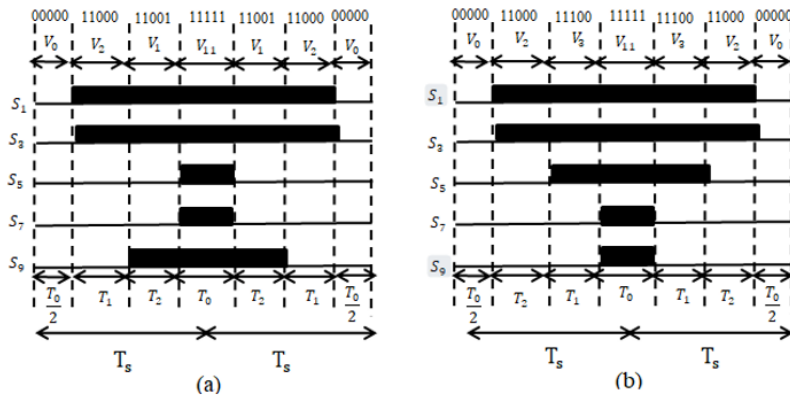 00000 11000 11001 11111 11001 11000 00000
V0 V2 V1 V11 V1 V2 V0
S1
S3
S5
S7
S9
T0/2 T1 T2 T0 T2 T1 T0/2
Ts Ts
(a)
00000 11000 11100 11111 11100 11000 00000
V0 V2 V3 V11 V3 V2 V0
S1
S3
S5
S7
S9
T0/2 T2 T1 T0 T1 T2 T0/2
Ts Ts
(b)